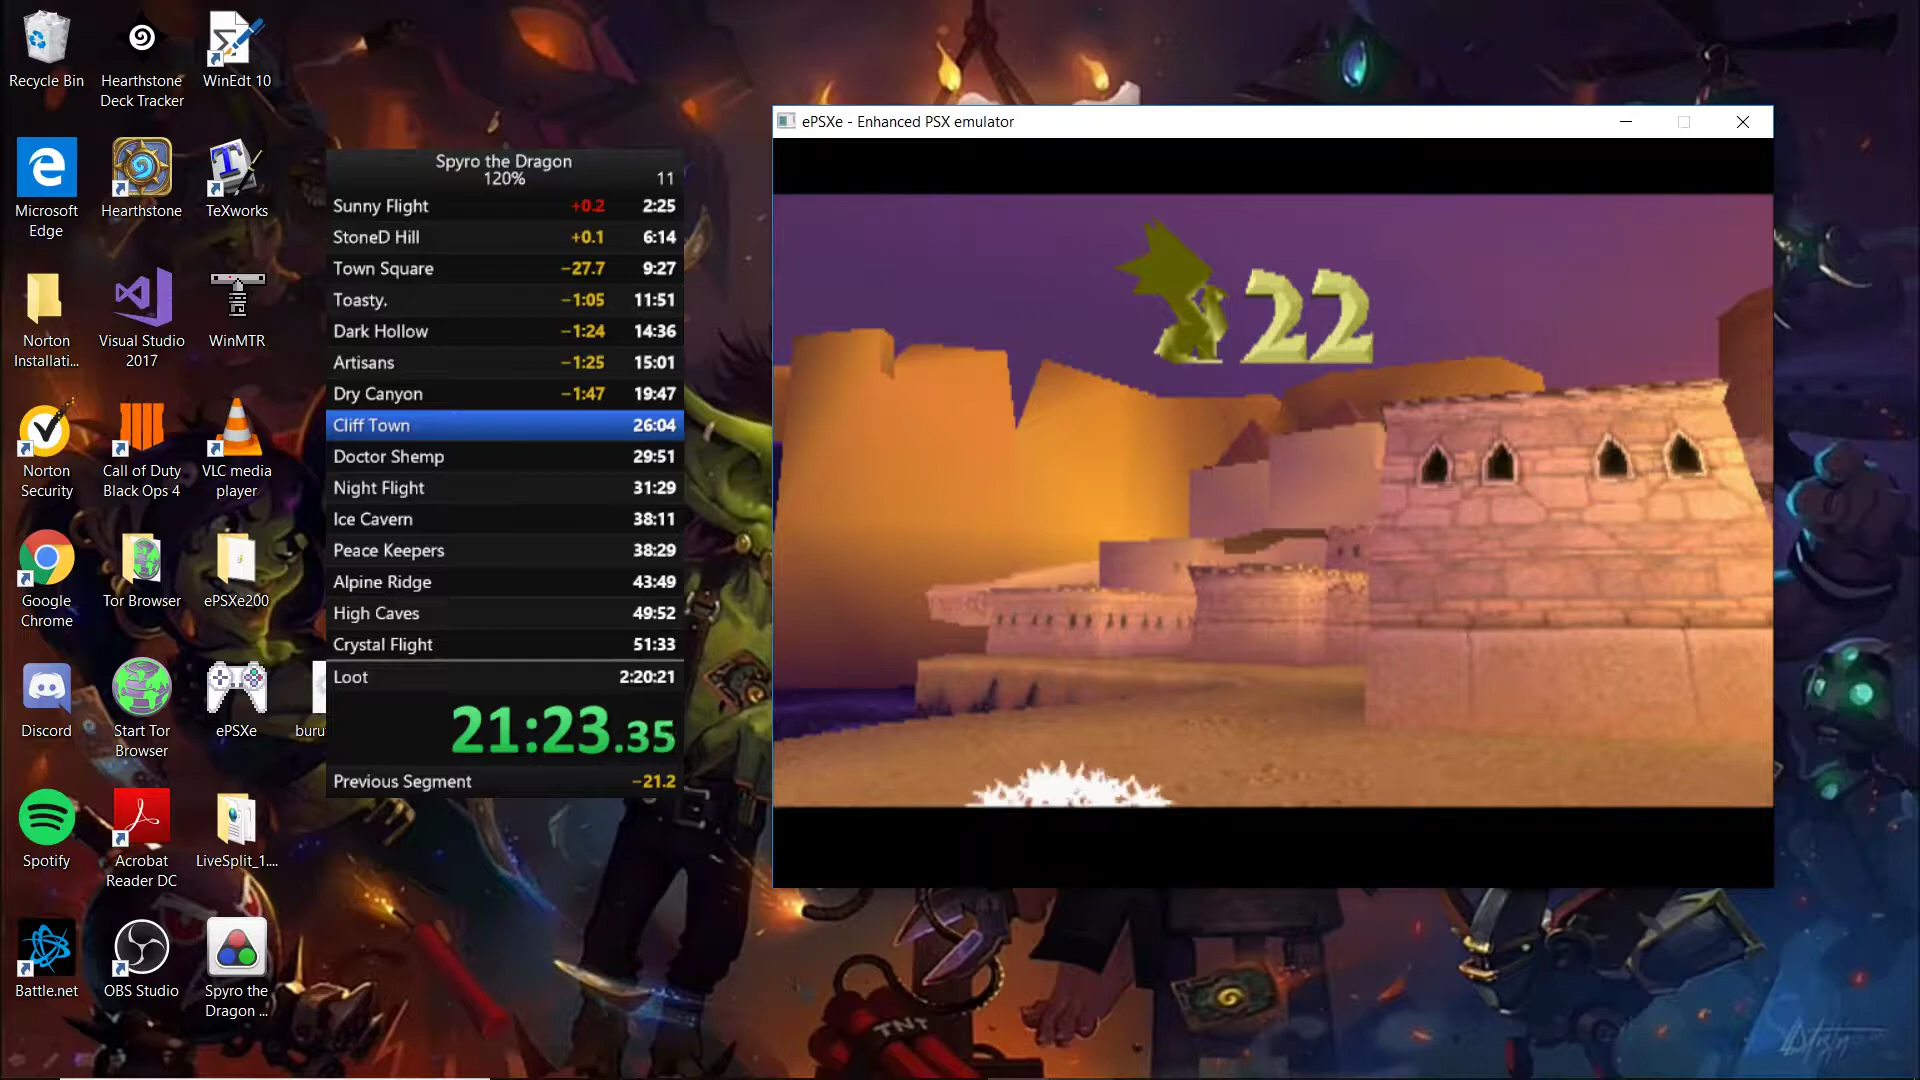 Recycle Bin
Hearthstone
Deck Tracker
WinEdt 10
Microsoft
Edge
Hearthstone
TeXworks
Norton
Installati...
Visual Studio
2017
WinMTR
Norton
Security
Call of Duty
Black Ops 4
VLC media
player
Google
Chrome
Tor Browser
ePSXe200
Discord
Start Tor
Browser
ePSXe
buru
Spotify
Acrobat
Reader DC
LiveSplit_1....
Battle.net
OBS Studio
Spyro the
Dragon ...
Spyro the Dragon
120% 11
Sunny Flight +0.2 2:25
StoneD Hill +0.1 6:14
Town Square −27.7 9:27
Toasty. −1:05 11:51
Dark Hollow −1:24 14:36
Artisans −1:25 15:01
Dry Canyon −1:47 19:47
Cliff Town 26:04
Doctor Shemp 29:51
Night Flight 31:29
Ice Cavern 38:11
Peace Keepers 38:29
Alpine Ridge 43:49
High Caves 49:52
Crystal Flight 51:33
Loot 2:20:21
21:23.35
Previous Segment −21.2
ePSXe - Enhanced PSX emulator
22
TNT